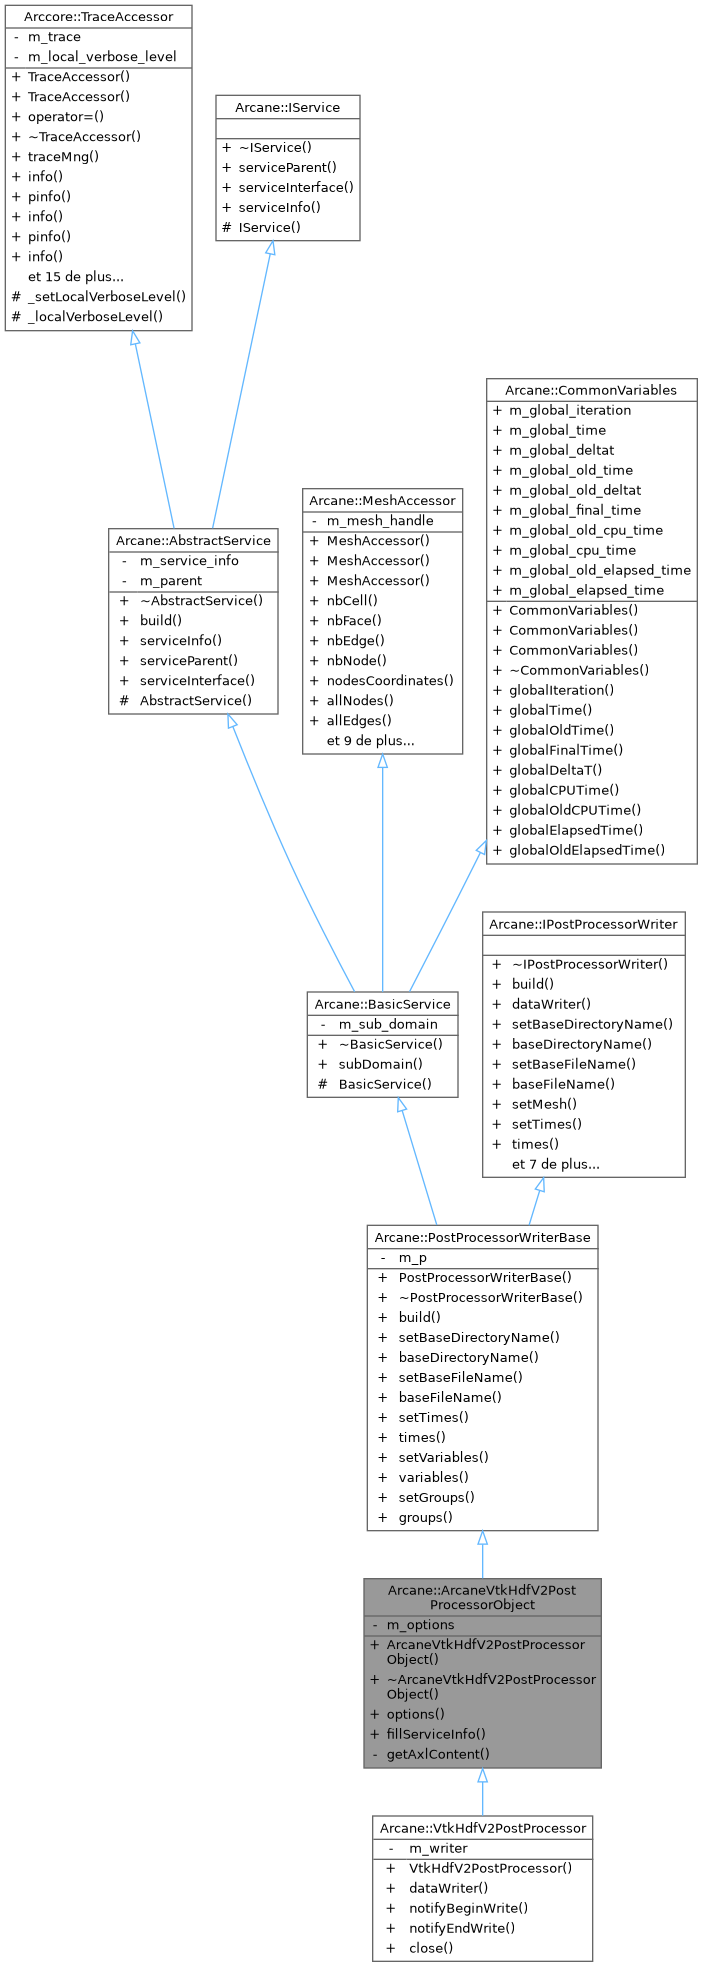 Arccore::TraceAccessor
- m_trace
- m_local_verbose_level
+ TraceAccessor()
+ TraceAccessor()
+ operator=()
+ ~TraceAccessor()
+ traceMng()
+ info()
+ pinfo()
+ info()
+ pinfo()
+ info()
et 15 de plus...
# _setLocalVerboseLevel()
# _localVerboseLevel()
Arcane::IService
+ ~IService()
+ serviceParent()
+ serviceInterface()
+ serviceInfo()
# IService()
Arcane::CommonVariables
+ m_global_iteration
+ m_global_time
+ m_global_deltat
+ m_global_old_time
+ m_global_old_deltat
+ m_global_final_time
+ m_global_old_cpu_time
+ m_global_cpu_time
+ m_global_old_elapsed_time
+ m_global_elapsed_time
+ CommonVariables()
+ CommonVariables()
+ CommonVariables()
+ ~CommonVariables()
+ globalIteration()
+ globalTime()
+ globalOldTime()
+ globalFinalTime()
+ globalDeltaT()
+ globalCPUTime()
+ globalOldCPUTime()
+ globalElapsedTime()
+ globalOldElapsedTime()
Arcane::MeshAccessor
- m_mesh_handle
+ MeshAccessor()
+ MeshAccessor()
+ MeshAccessor()
+ nbCell()
+ nbFace()
+ nbEdge()
+ nbNode()
+ nodesCoordinates()
+ allNodes()
+ allEdges()
et 9 de plus...
Arcane::AbstractService
- m_service_info
- m_parent
+ ~AbstractService()
+ build()
+ serviceInfo()
+ serviceParent()
+ serviceInterface()
# AbstractService()
Arcane::IPostProcessorWriter
+ ~IPostProcessorWriter()
+ build()
+ dataWriter()
+ setBaseDirectoryName()
+ baseDirectoryName()
+ setBaseFileName()
+ baseFileName()
+ setMesh()
+ setTimes()
+ times()
et 7 de plus...
Arcane::BasicService
- m_sub_domain
+ ~BasicService()
+ subDomain()
# BasicService()
Arcane::PostProcessorWriterBase
- m_p
+ PostProcessorWriterBase()
+ ~PostProcessorWriterBase()
+ build()
+ setBaseDirectoryName()
+ baseDirectoryName()
+ setBaseFileName()
+ baseFileName()
+ setTimes()
+ times()
+ setVariables()
+ variables()
+ setGroups()
+ groups()
Arcane::ArcaneVtkHdfV2Post
ProcessorObject
- m_options
+ ArcaneVtkHdfV2PostProcessor
Object()
+ ~ArcaneVtkHdfV2PostProcessor
Object()
+ options()
+ fillServiceInfo()
- getAxlContent()
Arcane::VtkHdfV2PostProcessor
- m_writer
+ VtkHdfV2PostProcessor()
+ dataWriter()
+ notifyBeginWrite()
+ notifyEndWrite()
+ close()